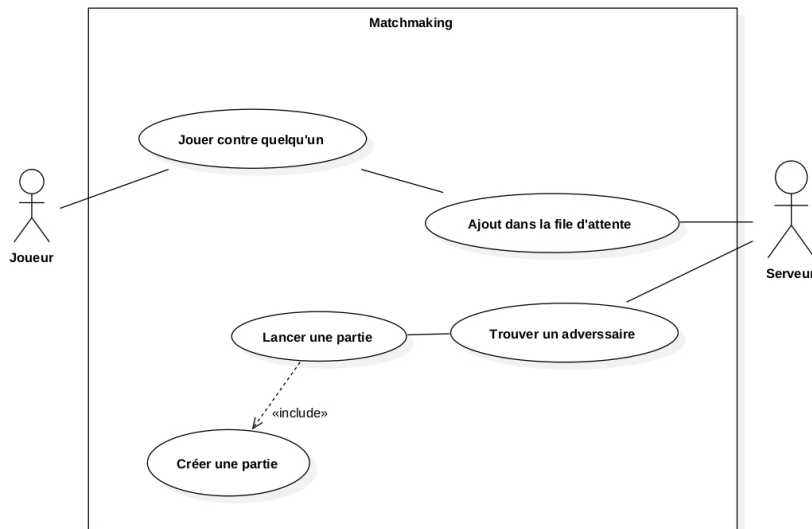 Matchmaking
Jouer contre quelqu'un
Joueur
Ajout dans la file d'attente
Serveur
Lancer une partie
Trouver un adverssaire
«include»
Créer une partie